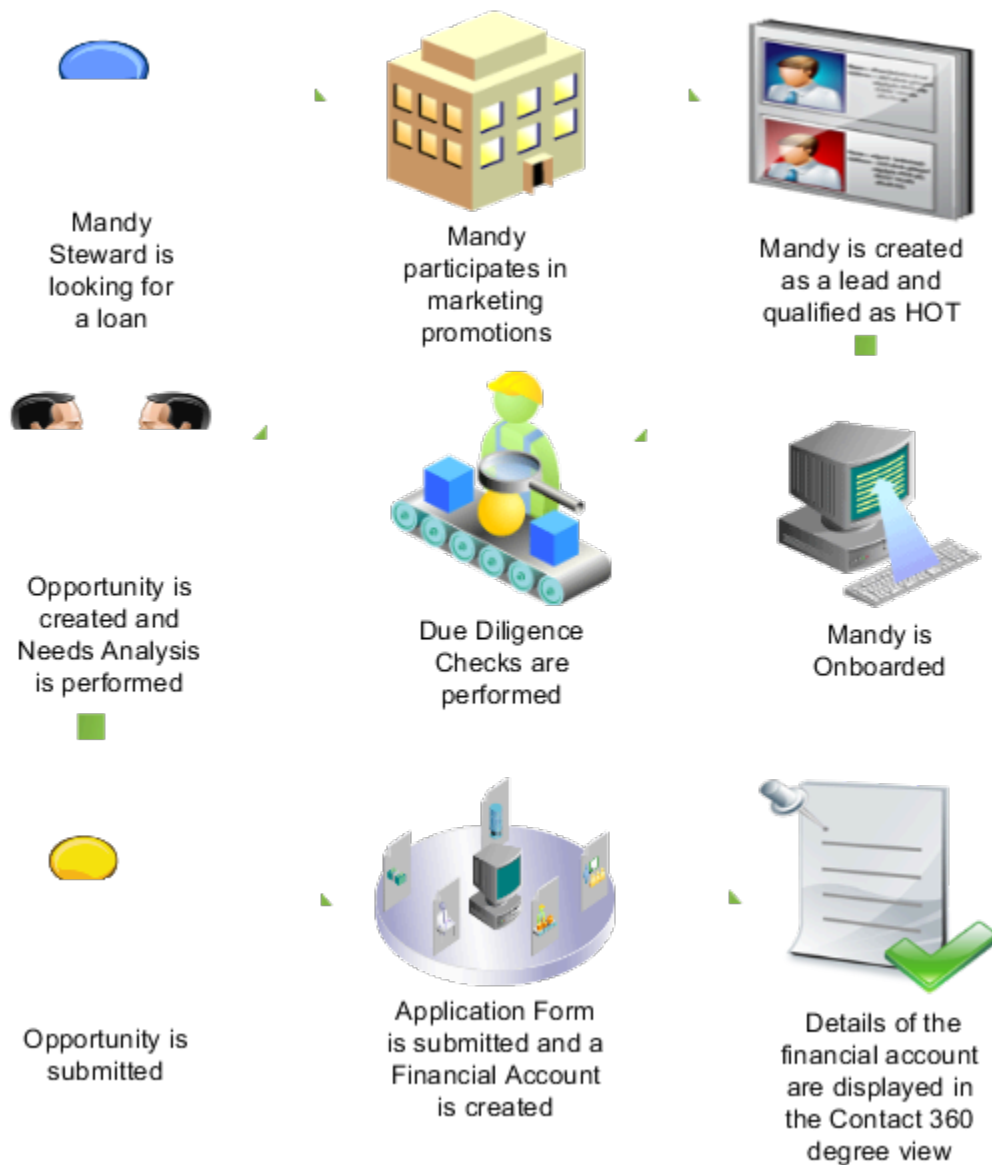 Mandy
Steward is
looking for
a loan
Mandy
participates in
marketing
promotions
Mandy is created
as a lead and
qualified as HOT
Opportunity is
created and
Needs Analysis
is performed
Due Diligence
Checks are
performed
Mandy is
Onboarded
Opportunity is
submitted
Application Form
is submitted and a
Financial Account
is created
Details of the
financial account
are displayed in
the Contact 360
degree view